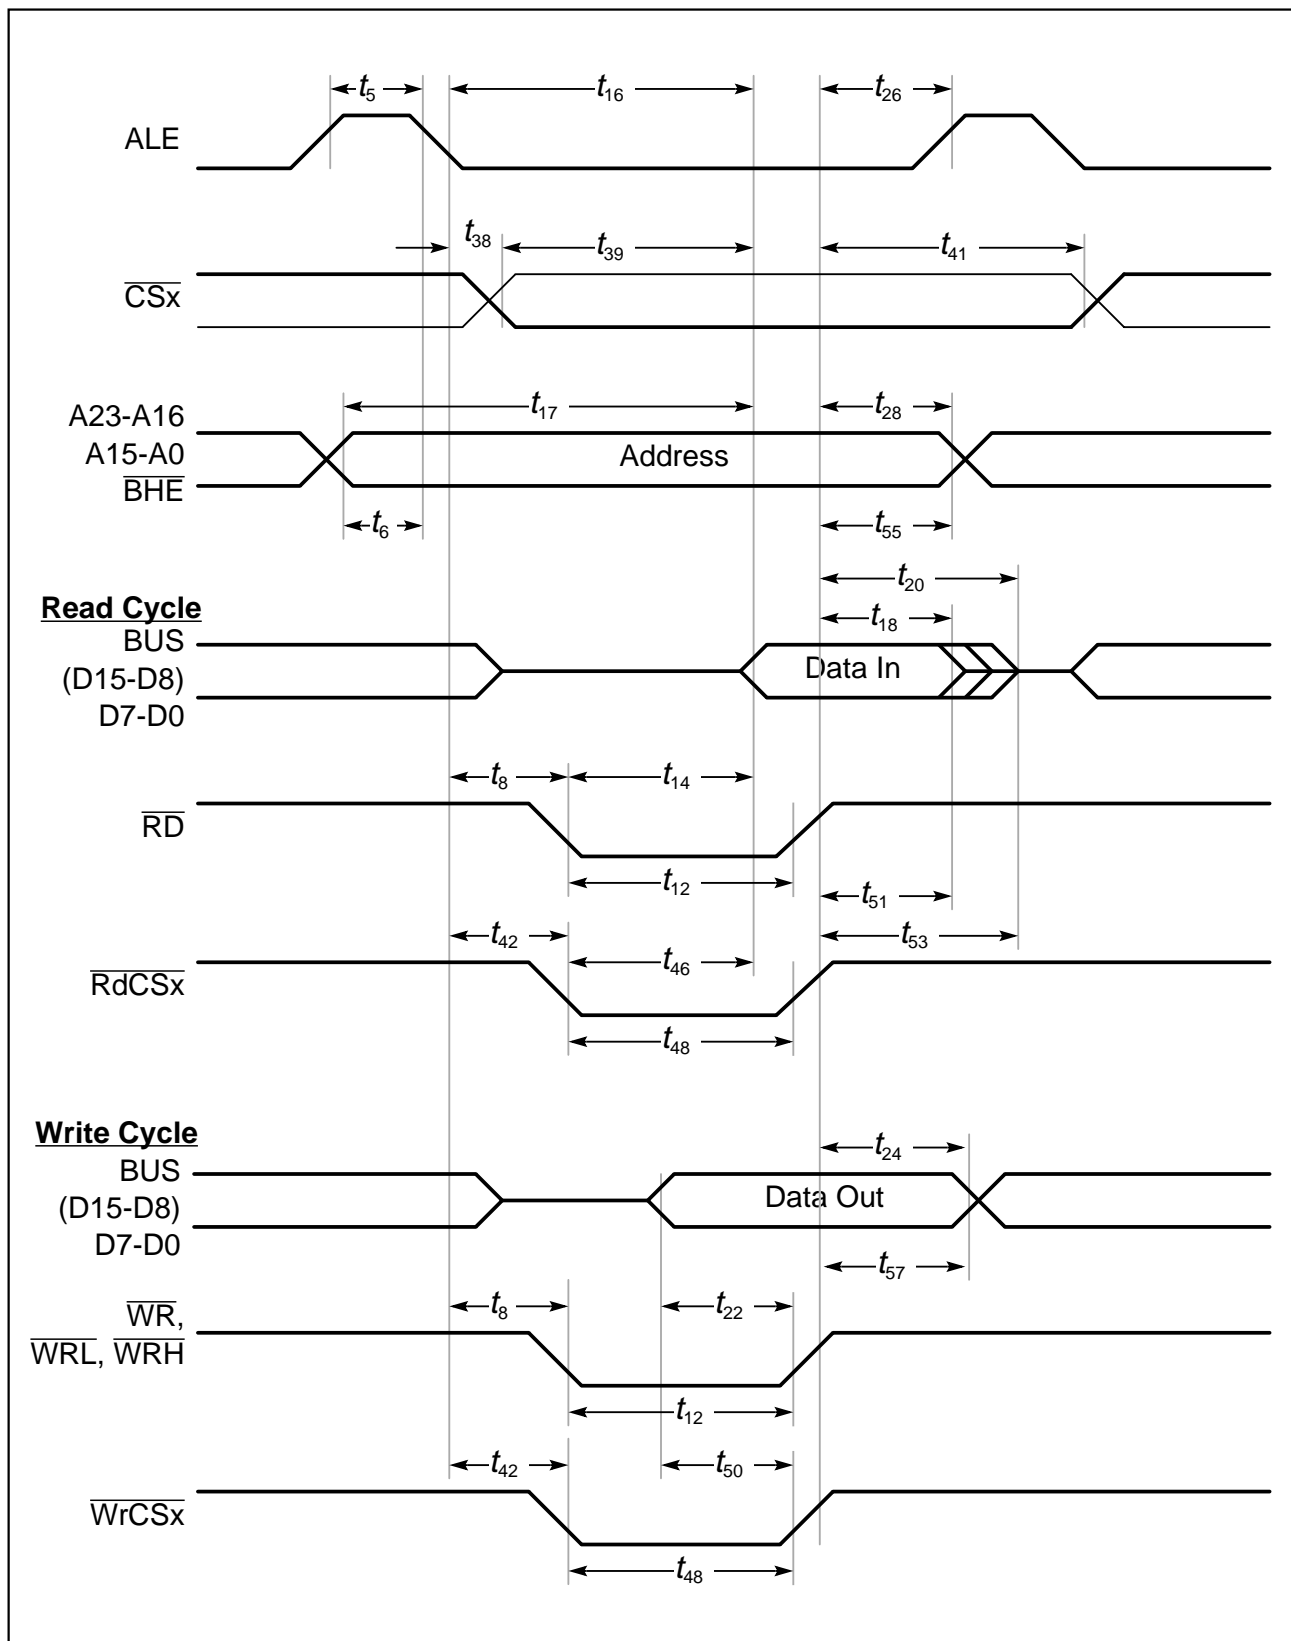 t5 t16 t26
ALE
t38 t39 t41
CSx
A23-A16
t17 t28
A15-A0
Address
BHE
t6 t55
t20
Read Cycle
t18
BUS
(D15-D8)
Data In
D7-D0
t8 t14
RD
t12 t51
t42 t46 t53
RdCSx
t48
Write Cycle
t24
BUS
(D15-D8)
Data Out
D7-D0
t57
t8 t22
WR,
WRL, WRH
t12
t42 t50
WrCSx
t48